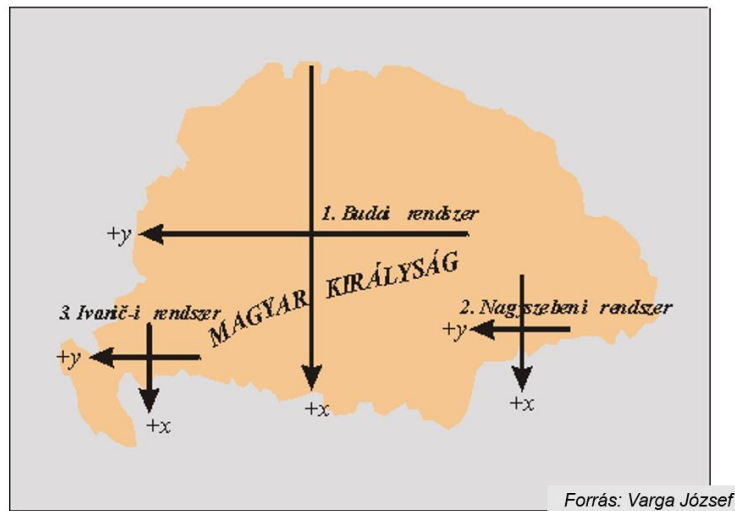 1. Budai rendszer
+y
MAGYAR KIRÁLYSÁG
3. Ivanič-i rendszer
2. Nagyszebeni rendszer
+y
+y
+x
+x
+x
Forrás: Varga József